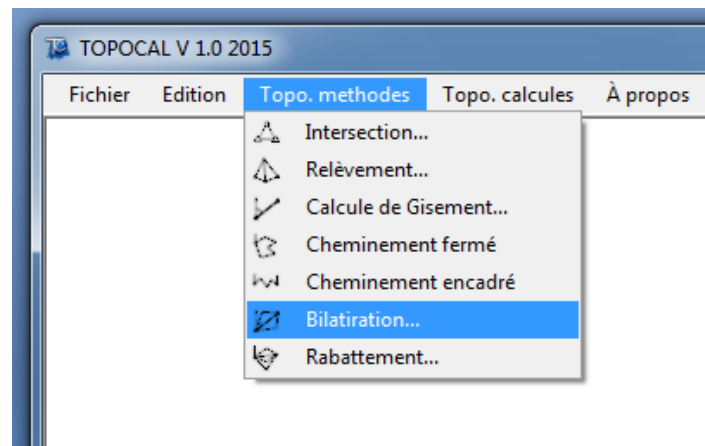 TOPOCAL V 1.0 2015
Fichier Edition Topo. methodes Topo. calcules À propos
Intersection...
Relèvement...
Calcule de Gisement...
Cheminement fermé
Cheminement encadré
Bilatiration...
Rabattement...